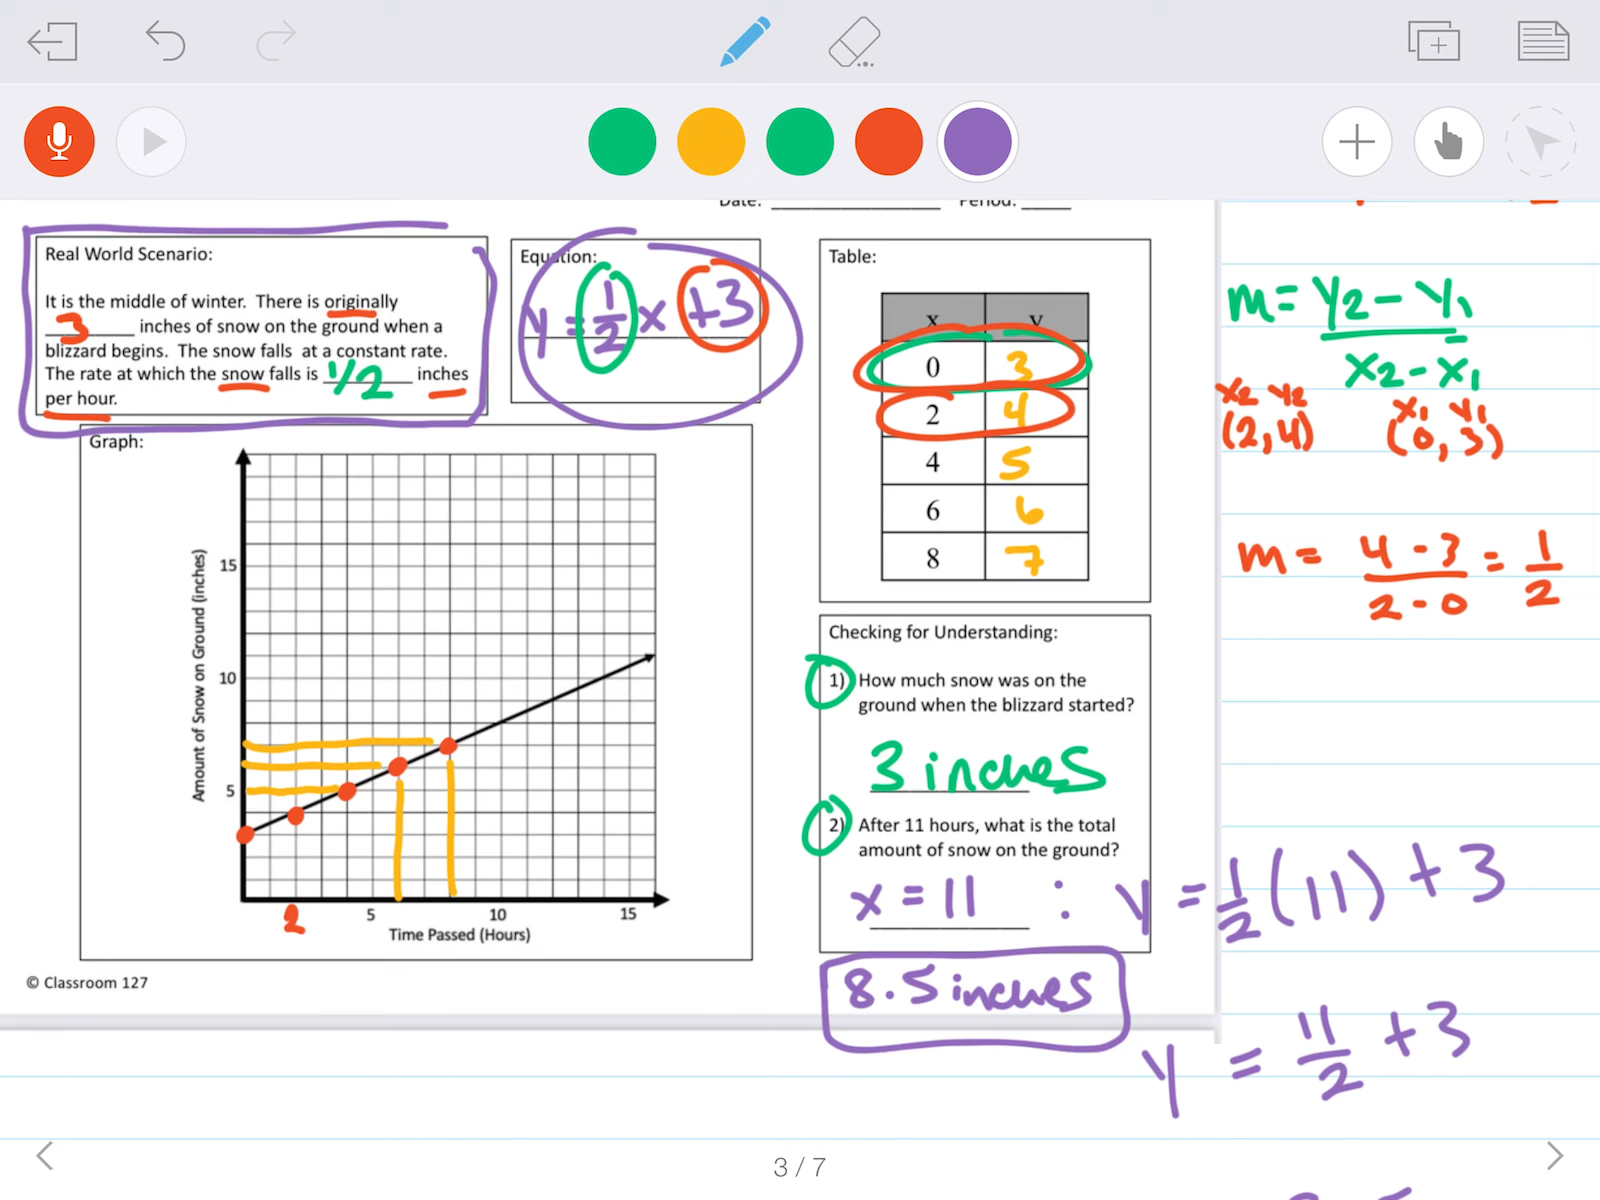 Date: Period:
Real World Scenario:
It is the middle of winter. There is originally
3 inches of snow on the ground when a
blizzard begins. The snow falls at a constant rate.
The rate at which the snow falls is 1/2 inches
per hour.
Equation:
y = 1/2 x +3
Graph:
Amount of Snow on Ground (inches)
15
10
5
2
5 10 15
Time Passed (Hours)
© Classroom 127
Table:
x y
0 3
2 4
4 5
6 6
8 7
Checking for Understanding:
1) How much snow was on the
ground when the blizzard started?
3 inches
2) After 11 hours, what is the total
amount of snow on the ground?
x = 11 : y = 1/2 (11) + 3
8.5 inches
y = 11/2 + 3
m = y2 - y1
x2 - x1
x2 y2 x1 y1
(2,4) (0,3)
m = 4 - 3 = 1
2 - 0 2
3 / 7